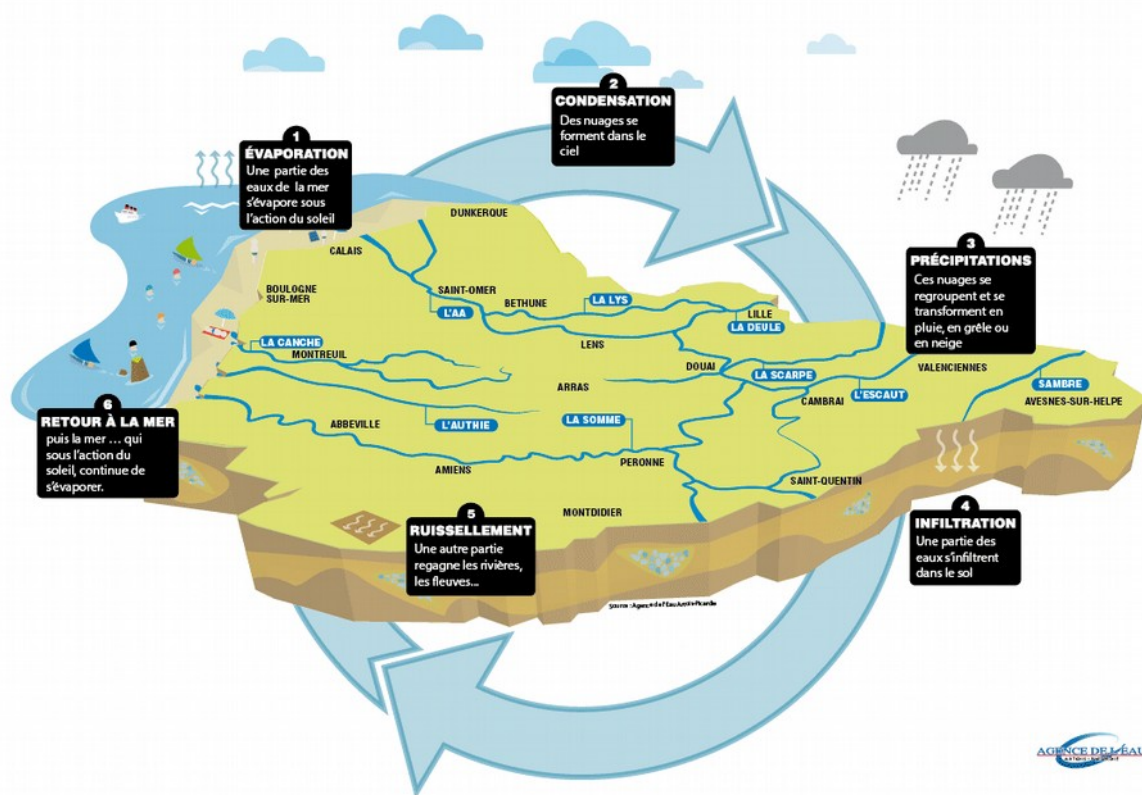 1
ÉVAPORATION
Une partie des
eaux de la mer
s'évapore sous
l'action du soleil
2
CONDENSATION
Des nuages se
forment dans le
ciel
3
PRÉCIPITATIONS
Ces nuages se
regroupent et se
transforment en
pluie, en grêle ou
en neige
DUNKERQUE
CALAIS
BOULOGNE
SUR-MER
SAINT-OMER
L'AA
BETHUNE
LA LYS
LILLE
LA DEULE
LENS
LA CANCHE
MONTREUIL
DOUAI
LA SCARPE
ARRAS
CAMBRAI
L'ESCAUT
VALENCIENNES
SAMBRE
AVESNES-SUR-HELPE
6
RETOUR À LA MER
puis la mer ... qui
sous l'action du
soleil, continue de
s'évaporer.
ABBEVILLE
L'AUTHIE
LA SOMME
AMIENS
PERONNE
SAINT-QUENTIN
MONTDIDIER
5
RUISSELLEMENT
Une autre partie
regagne les rivières,
les fleuves...
4
INFILTRATION
Une partie des
eaux s'infiltrent
dans le sol
Source : Agence de l'Eau Artois-Picardie
AGENCE DE L'EAU